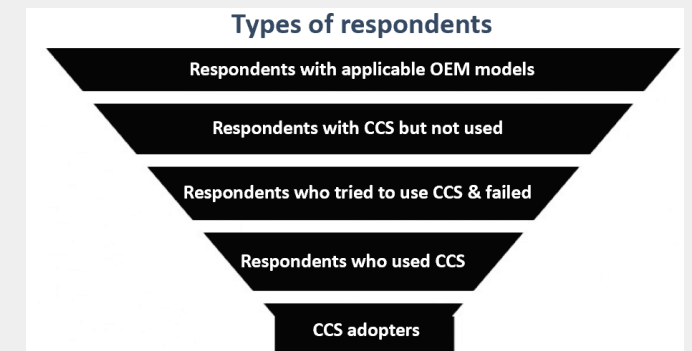 Types of respondents
Respondents with applicable OEM models
Respondents with CCS but not used
Respondents who tried to use CCS & failed
Respondents who used CCS
CCS adopters